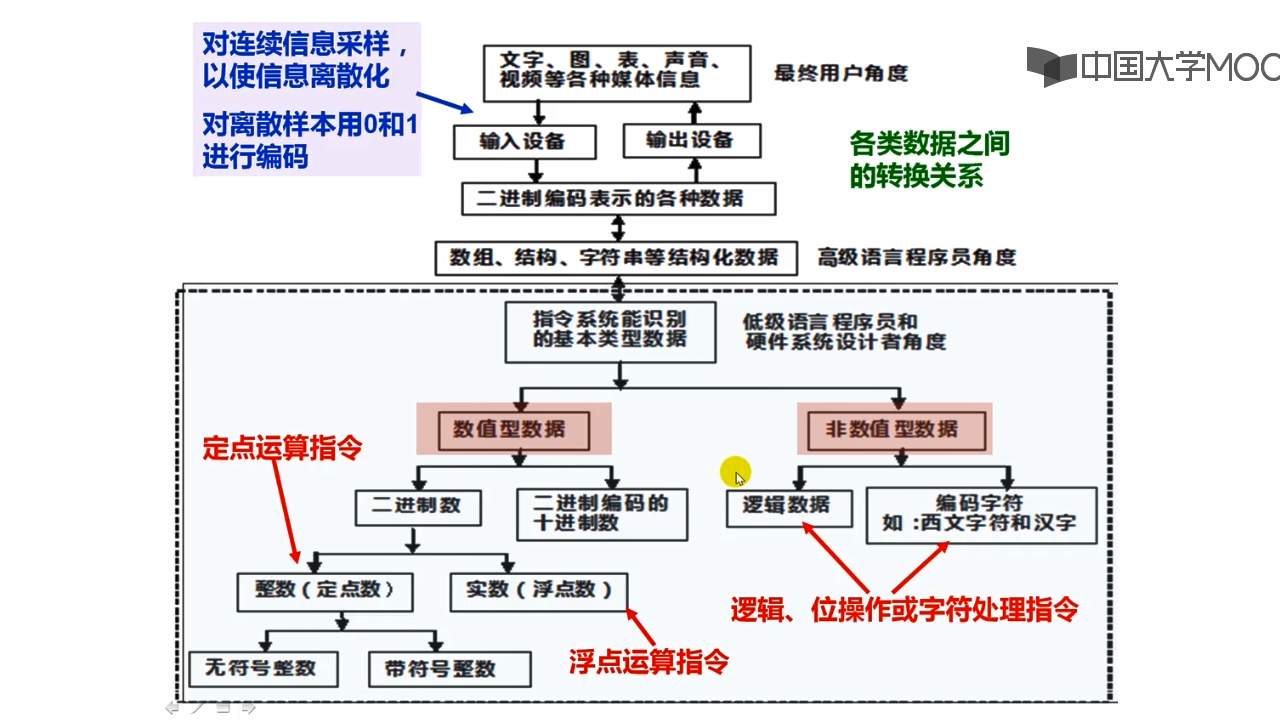 对连续信息采样，
以使信息离散化
对离散样本用0和1
进行编码
文字、图、表、声音、
视频等各种媒体信息
最终用户角度
中国大学MOO
输入设备
输出设备
各类数据之间
的转换关系
二进制编码表示的各种数据
数组、结构、字符串等结构化数据
高级语言程序员角度
指令系统能识别
的基本类型数据
低级语言程序员和
硬件系统设计者角度
数值型数据
非数值型数据
定点运算指令
二进制数
二进制编码的
十进制数
逻辑数据
编码字符
如：西文字符和汉字
整数（定点数）
实数（浮点数）
逻辑、位操作或字符处理指令
无符号整数
带符号整数
浮点运算指令